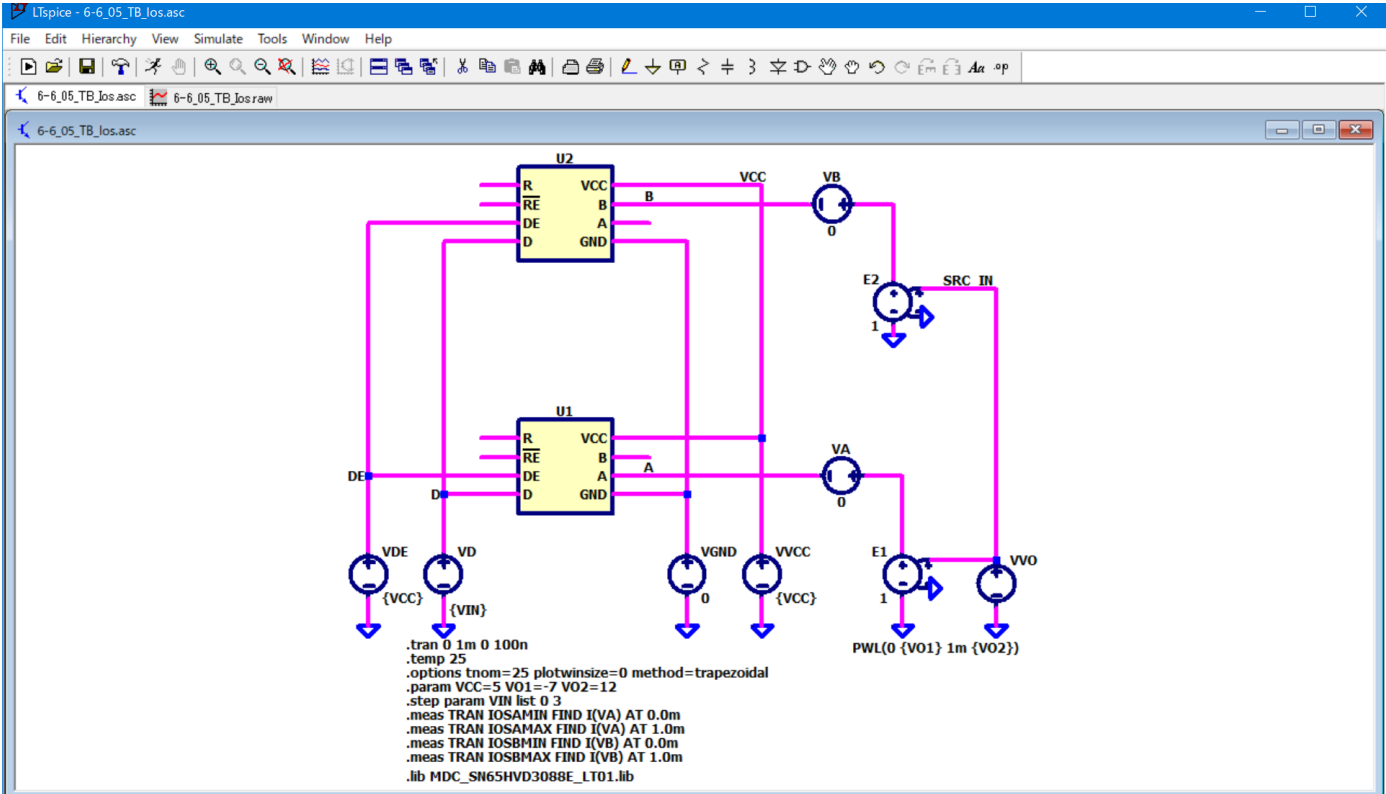 LTspice - 6-6_05_TB_Ios.asc
File Edit Hierarchy View Simulate Tools Window Help
Aa .op
6-6_05_TB_Ios.asc 6-6_05_TB_Ios.raw
6-6_05_TB_Ios.asc
U2
R VCC
RE B
DE A
D GND
VCC
B
VB
0
E2
1
SRC_IN
U1
R VCC
RE B
DE A
D GND
DE
D
A
VA
0
VDE
{VCC}
VD
{VIN}
VGND
0
VVCC
{VCC}
E1
1
VVO
PWL(0 {VO1} 1m {VO2})
.tran 0 1m 0 100n
.temp 25
.options tnom=25 plotwinsize=0 method=trapezoidal
.param VCC=5 VO1=-7 VO2=12
.step param VIN list 0 3
.meas TRAN IOSAMIN FIND I(VA) AT 0.0m
.meas TRAN IOSAMAX FIND I(VA) AT 1.0m
.meas TRAN IOSBMIN FIND I(VB) AT 0.0m
.meas TRAN IOSBMAX FIND I(VB) AT 1.0m
.lib MDC_SN65HVD3088E_LT01.lib